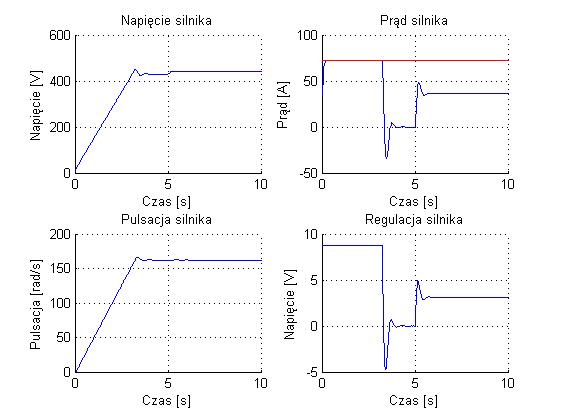 Napięcie silnika
600
400
200
0
Napięcie [V]
0
5
10
Czas [s]
Prąd silnika
100
50
0
-50
Prąd [A]
0
5
10
Czas [s]
Pulsacja silnika
200
150
100
50
0
Pulsacja [rad/s]
0
5
10
Czas [s]
Regulacja silnika
10
5
0
-5
Napięcie [V]
0
5
10
Czas [s]